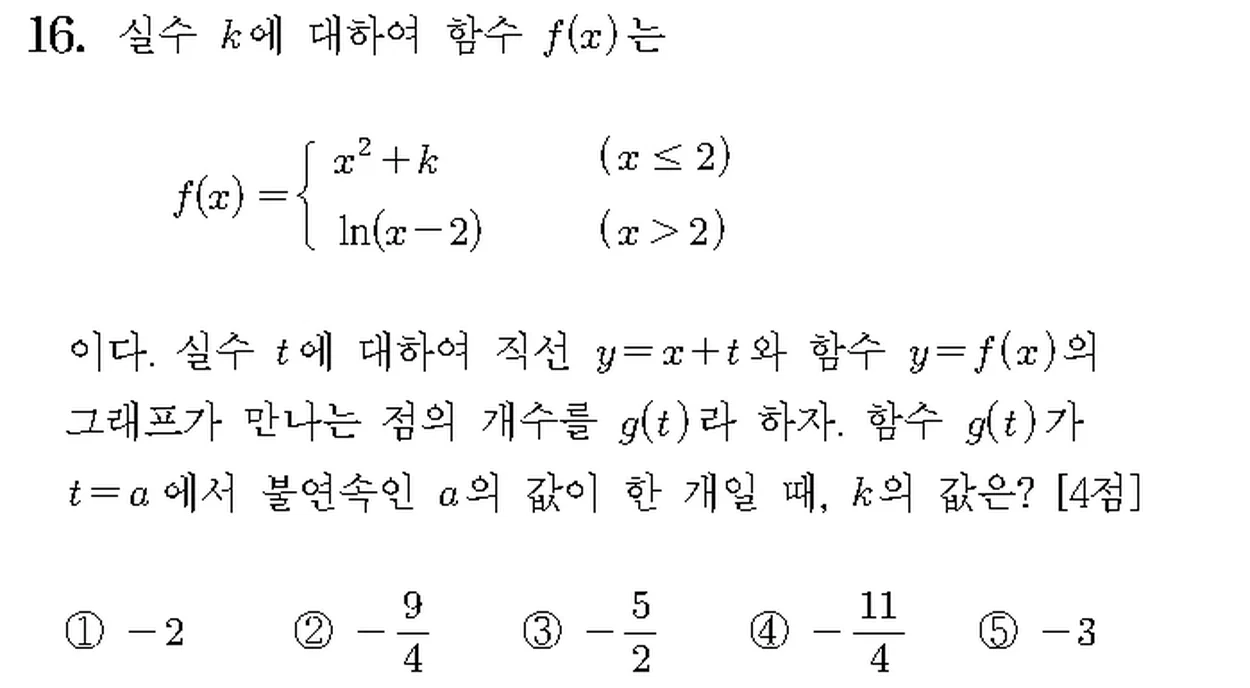 16. 실수 k에 대하여 함수 f(x)는
f(x) = { x² + k (x ≤ 2)
ln(x − 2) (x > 2)
이다. 실수 t에 대하여 직선 y = x + t와 함수 y = f(x)의
그래프가 만나는 점의 개수를 g(t)라 하자. 함수 g(t)가
t = a에서 불연속인 a의 값이 한 개일 때, k의 값은? [4점]
① −2 ② −9/4 ③ −5/2 ④ −11/4 ⑤ −3